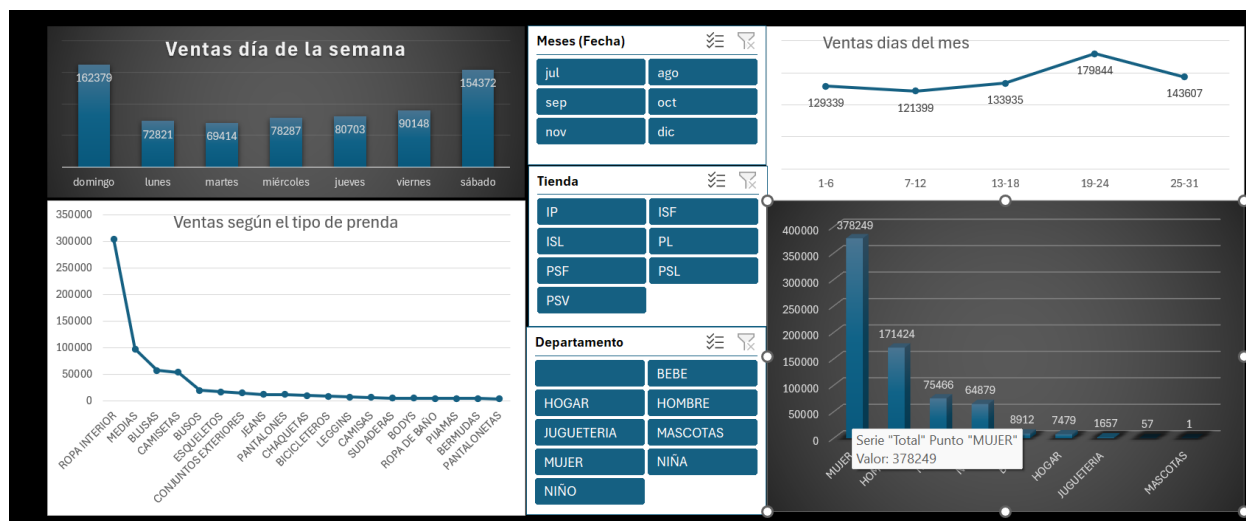 Ventas día de la semana
162379
72821
69414
78287
80703
90148
154372
domingo lunes martes miércoles jueves viernes sábado
Meses (Fecha)
jul ago
sep oct
nov dic
Ventas dias del mes
129339
121399
133935
179844
143607
1-6 7-12 13-18 19-24 25-31
Ventas según el tipo de prenda
350000
300000
250000
200000
150000
100000
50000
0
ROPA INTERIOR
MEDIAS
BLUSAS
CAMISETAS
BUSOS
ESQUELETOS
CONJUNTOS EXTERIORES
JEANS
PANTALONES
CHAQUETAS
BICICLETEROS
LEGGINS
CAMISAS
SUDADERAS
BODYS
ROPA DE BAÑO
PIJAMAS
BERMUDAS
PANTALONETAS
Tienda
IP ISF
ISL PL
PSF PSL
PSV
Departamento
BEBE
HOGAR HOMBRE
JUGUETERIA MASCOTAS
MUJER NIÑA
NIÑO
400000
350000
300000
250000
200000
150000
100000
50000
0
378249
171424
75466
64879
8912
7479
1657
57
1
MUJER
HOGAR
JUGUETERIA
MASCOTAS
Serie "Total" Punto "MUJER"
Valor: 378249